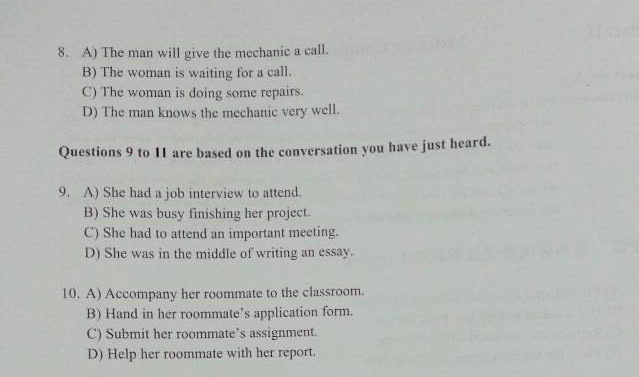 8. A) The man will give the mechanic a call.
B) The woman is waiting for a call.
C) The woman is doing some repairs.
D) The man knows the mechanic very well.
Questions 9 to 11 are based on the conversation you have just heard.
9. A) She had a job interview to attend.
B) She was busy finishing her project.
C) She had to attend an important meeting.
D) She was in the middle of writing an essay.
10. A) Accompany her roommate to the classroom.
B) Hand in her roommate's application form.
C) Submit her roommate's assignment.
D) Help her roommate with her report.